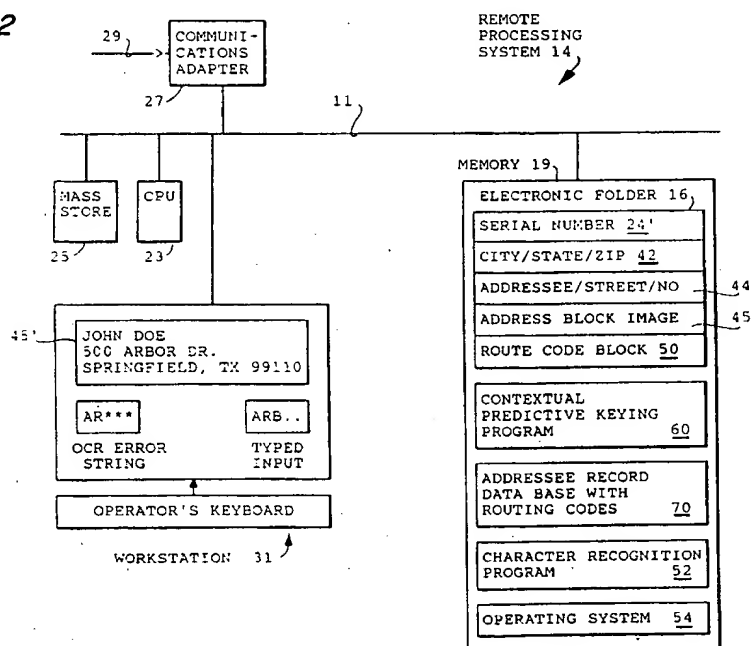 2
29
COMMUNI-
CATIONS
ADAPTER
27
REMOTE
PROCESSING
SYSTEM 14
11
MASS
STORE
25
CPU
23
MEMORY 19
ELECTRONIC FOLDER 16
SERIAL NUMBER 24'
CITY/STATE/ZIP 42
ADDRESSEE/STREET/NO
44
ADDRESS BLOCK IMAGE
45
ROUTE CODE BLOCK 50
45'
JOHN DOE
500 ARBOR DR.
SPRINGFIELD, TX 99110
AR***
OCR ERROR
STRING
ARB..
TYPED
INPUT
OPERATOR'S KEYBOARD
WORKSTATION 31
CONTEXTUAL
PREDICTIVE KEYING
PROGRAM 60
ADDRESSEE RECORD
DATA BASE WITH
ROUTING CODES 70
CHARACTER RECOGNITION
PROGRAM 52
OPERATING SYSTEM 54